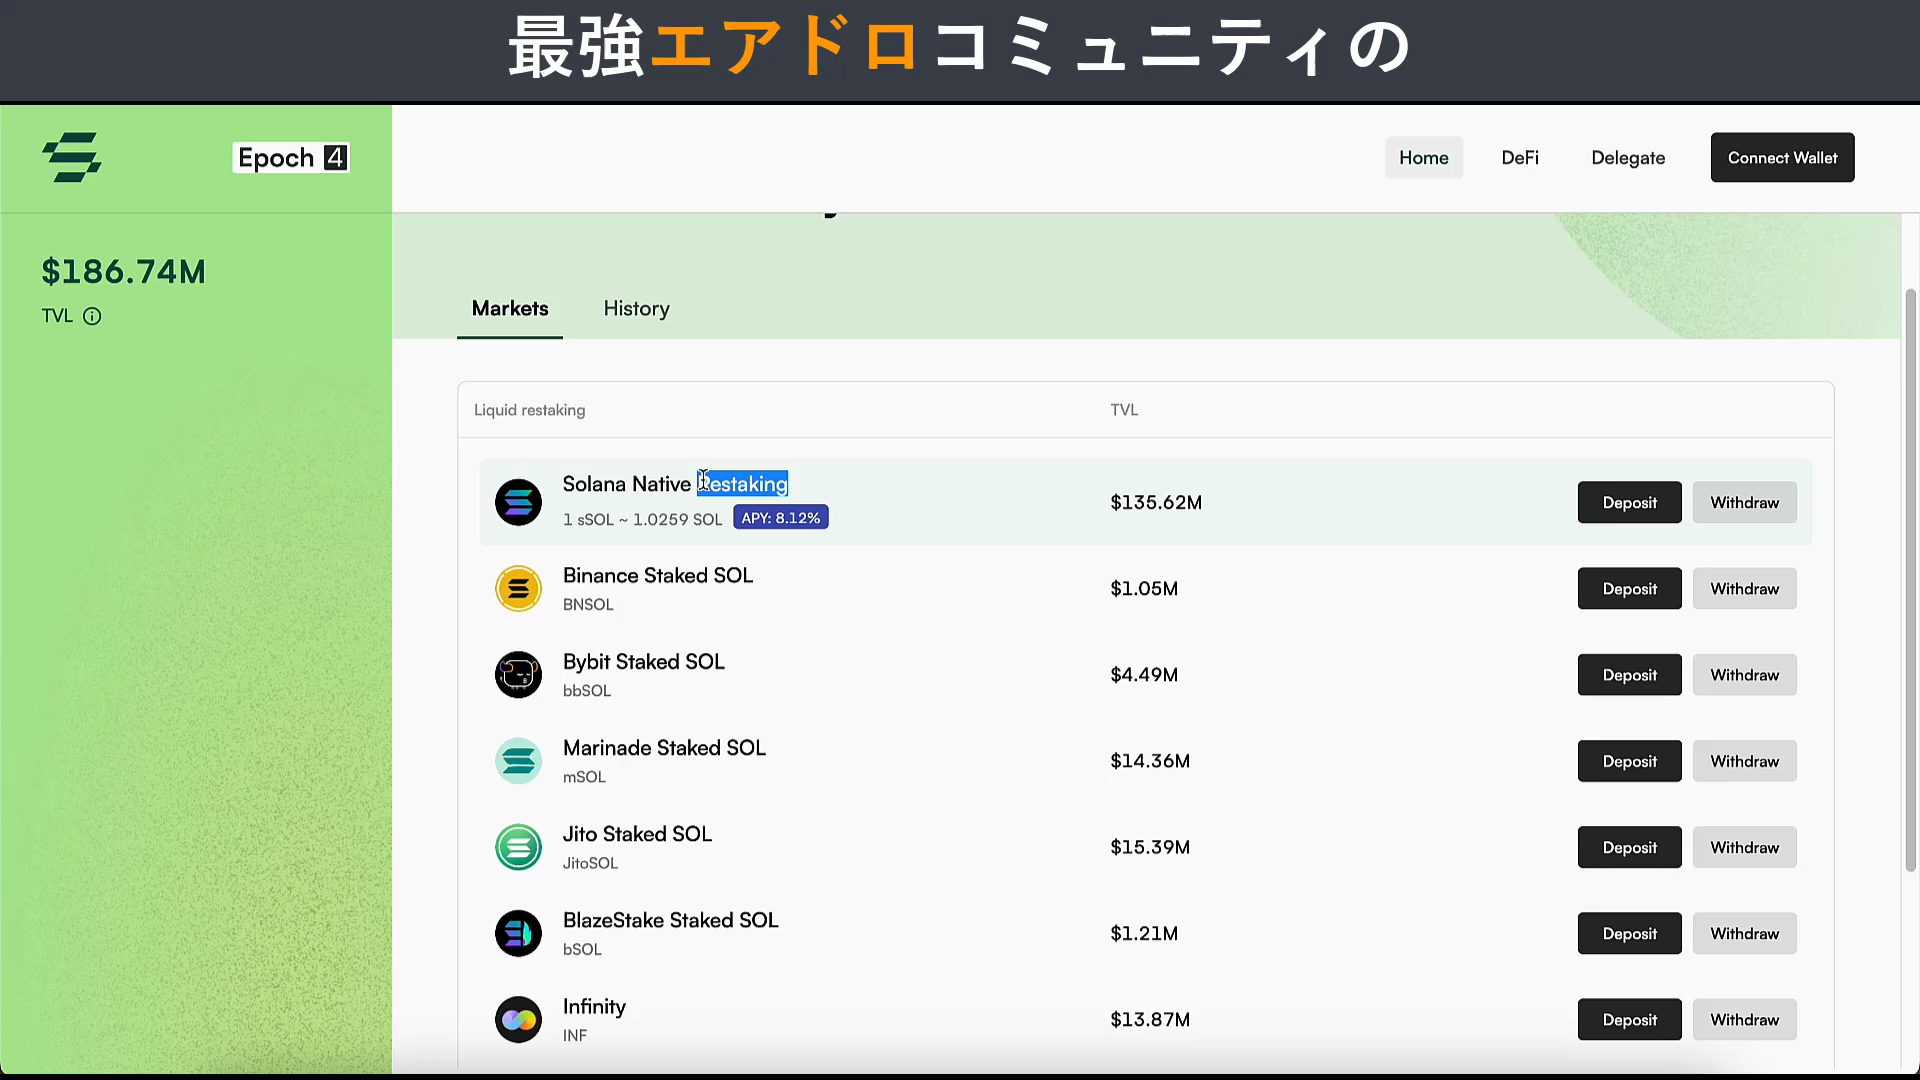 最強エアドロコミュニティの
Epoch 4
Home
DeFi
Delegate
Connect Wallet
$186.74M
TVL
Markets
History
Liquid restaking
TVL
Solana Native Restaking
1 sSOL ~ 1.0259 SOL
APY: 8.12%
$135.62M
Deposit
Withdraw
Binance Staked SOL
BNSOL
$1.05M
Deposit
Withdraw
Bybit Staked SOL
bbSOL
$4.49M
Deposit
Withdraw
Marinade Staked SOL
mSOL
$14.36M
Deposit
Withdraw
Jito Staked SOL
JitoSOL
$15.39M
Deposit
Withdraw
BlazeStake Staked SOL
bSOL
$1.21M
Deposit
Withdraw
Infinity
INF
$13.87M
Deposit
Withdraw